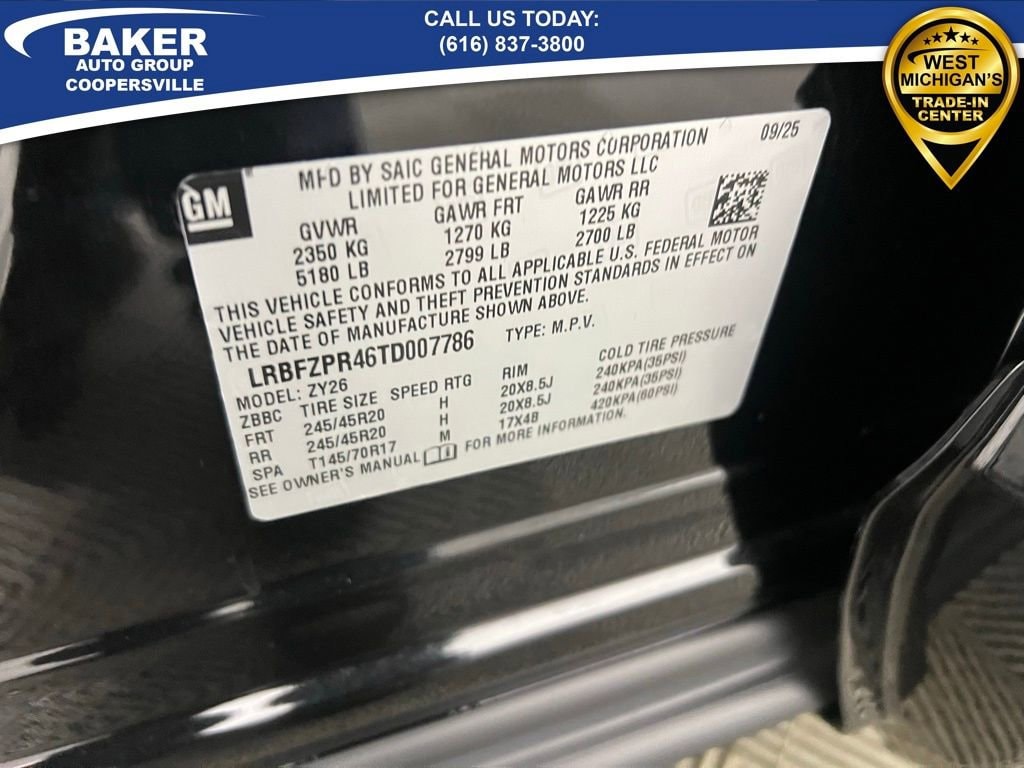 BAKER
AUTO GROUP
COOPERSVILLE
CALL US TODAY:
(616) 837-3800
WEST
MICHIGAN'S
TRADE-IN
CENTER
GM
MFD BY SAIC GENERAL MOTORS CORPORATION 09/25
LIMITED FOR GENERAL MOTORS LLC
GVWR GAWR FRT GAWR RR
2350 KG 1270 KG 1225 KG
5180 LB 2799 LB 2700 LB
THIS VEHICLE CONFORMS TO ALL APPLICABLE U.S. FEDERAL MOTOR
VEHICLE SAFETY AND THEFT PREVENTION STANDARDS IN EFFECT ON
THE DATE OF MANUFACTURE SHOWN ABOVE.
LRBFZPR46TD007786 TYPE: M.P.V.
MODEL: ZY26
ZBBC TIRE SIZE SPEED RTG RIM COLD TIRE PRESSURE
FRT 245/45R20 H 20X8.5J 240KPA(35PSI)
RR 245/45R20 H 20X8.5J 240KPA(35PSI)
SPA T145/70R17 M 17X4B 420KPA(60PSI)
SEE OWNER'S MANUAL FOR MORE INFORMATION.